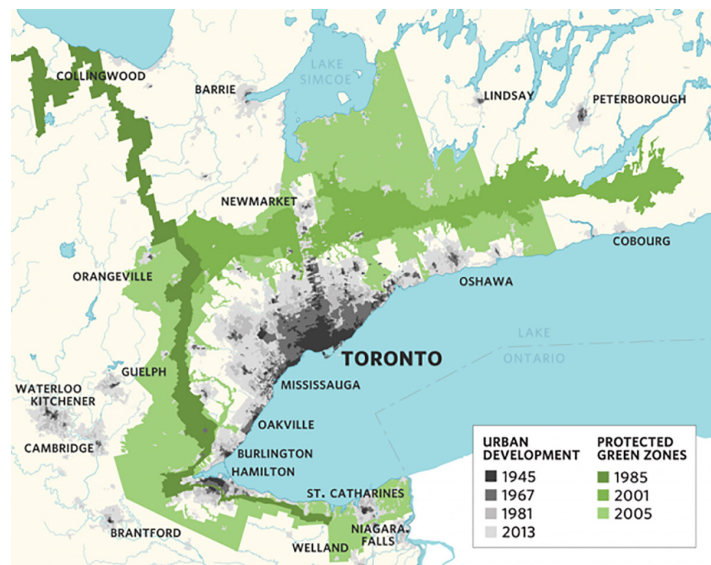 COLLINGWOOD
LAKE
SIMCOE
BARRIE
LINDSAY
PETERBOROUGH
NEWMARKET
COBOURG
ORANGEVILLE
OSHAWA
LAKE
ONTARIO
TORONTO
GUELPH
MISSISSAUGA
WATERLOO
KITCHENER
OAKVILLE
CAMBRIDGE
BURLINGTON
HAMILTON
ST. CATHARINES
BRANTFORD
NIAGARA
FALLS
WELLAND
URBAN
DEVELOPMENT
1945
1967
1981
2013
PROTECTED
GREEN ZONES
1985
2001
2005